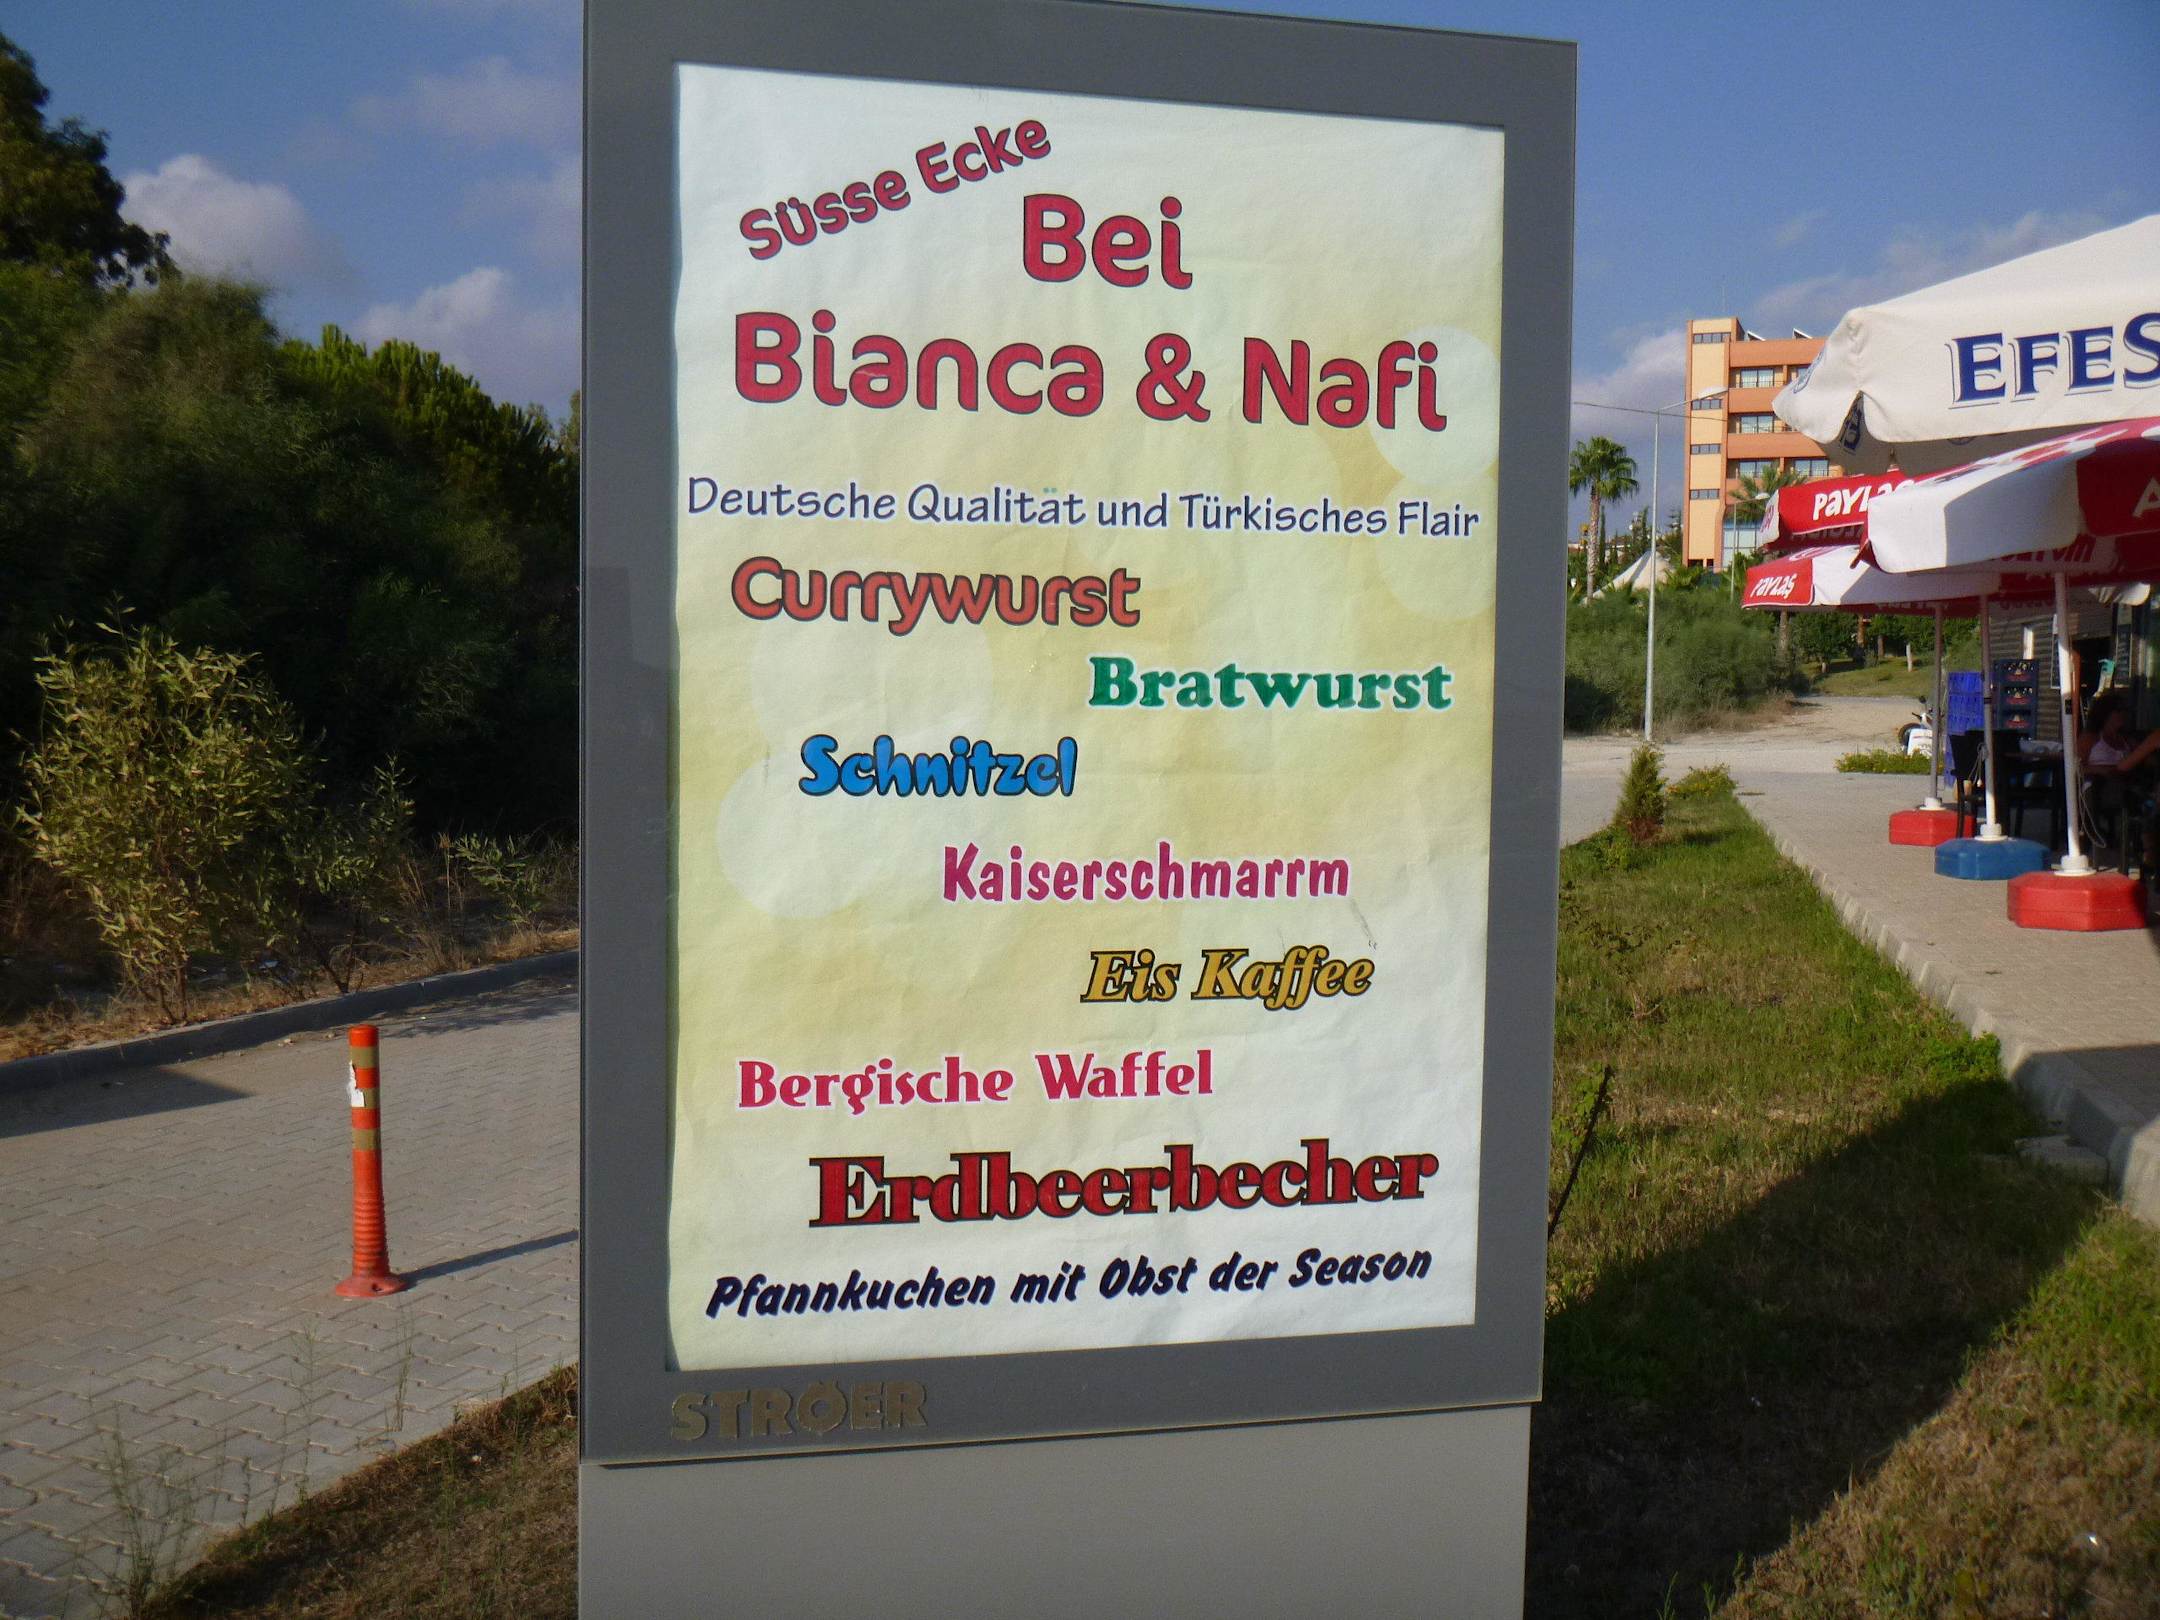 Süsse Ecke
Bei
Bianca & Nafi
Deutsche Qualität und Türkisches Flair
Currywurst
Bratwurst
Schnitzel
Kaiserschmarrm
Eis Kaffee
Bergische Waffel
Erdbeerbecher
Pfannkuchen mit Obst der Season
STRÖER
EFES
PAYLAŞ
PAYLAŞ